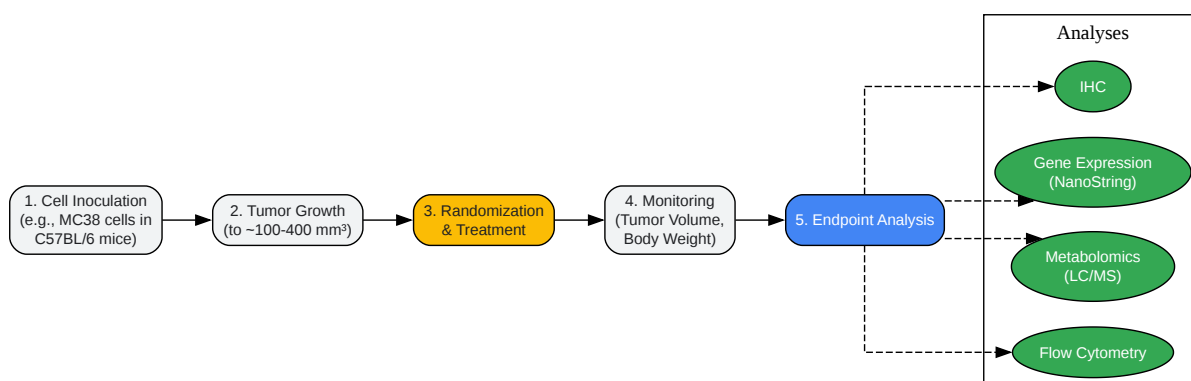 1. Cell Inoculation
(e.g., MC38 cells in
C57BL/6 mice)
2. Tumor Growth
(to ~100-400 mm³)
3. Randomization
& Treatment
4. Monitoring
(Tumor Volume,
Body Weight)
5. Endpoint Analysis
Analyses
IHC
Gene Expression
(NanoString)
Metabolomics
(LC/MS)
Flow Cytometry